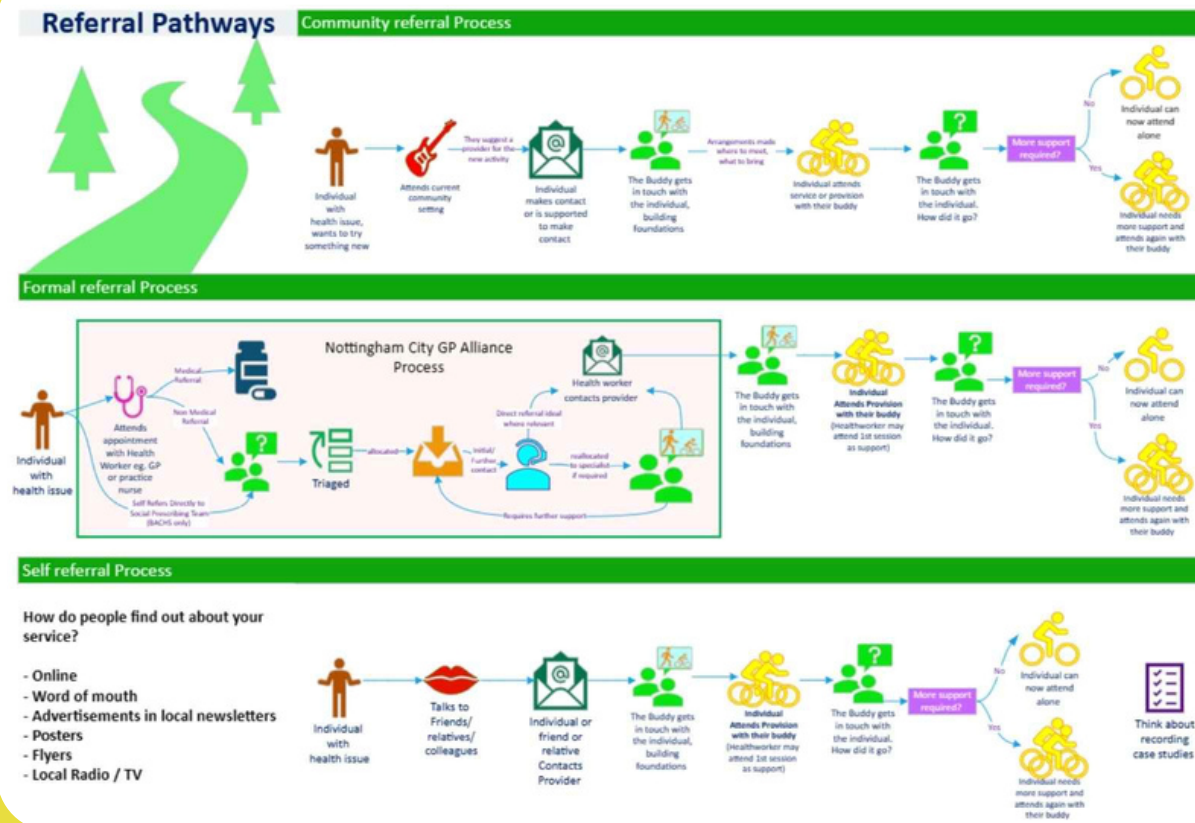 Referral Pathways
Community referral Process
Individual
with
health issue,
wants to try
something new
Attends current
community
setting
They suggest a
provider for the
new activity
Individual
makes contact
or is supported
to make
contact
The Buddy gets
in touch with
the individual,
building
foundations
Arrangements made
where to meet,
what to bring
Individual attends
service or provision
with their buddy
The Buddy gets
in touch with
the individual.
How did it go?
More support
required?
No
Individual can
now attend
alone
Yes
Individual needs
more support and
attends again with
their buddy
Formal referral Process
Nottingham City GP Alliance
Process
Individual
with
health issue
Attends
appointment
with Health
Worker eg. GP
or practice
nurse
Medical
Referral
Non Medical
Referral
Self Refers Directly to
Social Prescribing Team
(BACHS only)
Triaged
allocated
Initial/
Further
contact
Direct referral ideal
where relevant
reallocated
to specialist
if required
Requires further support
Health worker
contacts provider
The Buddy gets
in touch with
the individual,
building
foundations
Individual
Attends Provision
with their buddy
(Healthworker may
attend 1st session
as support)
The Buddy gets
in touch with
the individual.
How did it go?
More support
required?
No
Individual can
now attend
alone
Yes
Individual needs
more support and
attends again with
their buddy
Self referral Process
How do people find out about your
service?
- Online
- Word of mouth
- Advertisements in local newsletters
- Posters
- Flyers
- Local Radio / TV
Individual
with
health issue
Talks to
Friends/
relatives/
colleagues
Individual or
friend or
relative
Contacts
Provider
The Buddy gets
in touch with
the individual,
building
foundations
Individual
Attends Provision
with their buddy
(Healthworker may
attend 1st session
as support)
The Buddy gets
in touch with
the individual.
How did it go?
More support
required?
No
Individual can
now attend
alone
Yes
Individual needs
more support and
attends again with
their buddy
Think about
recording
case studies